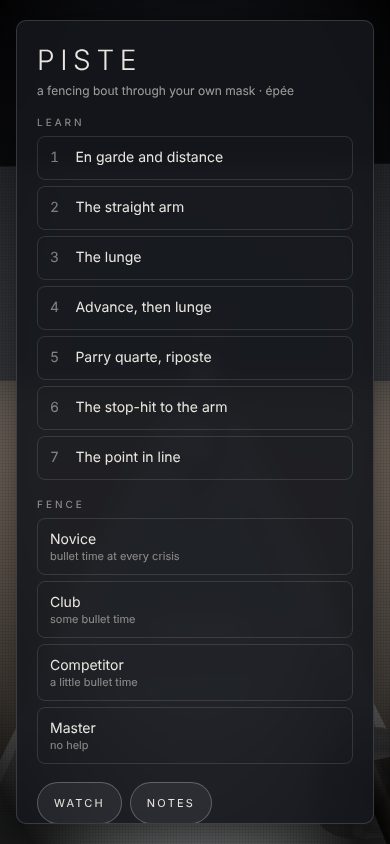 PISTE
a fencing bout through your own mask · épée
LEARN
1 En garde and distance
2 The straight arm
3 The lunge
4 Advance, then lunge
5 Parry quarte, riposte
6 The stop-hit to the arm
7 The point in line
FENCE
Novice
bullet time at every crisis
Club
some bullet time
Competitor
a little bullet time
Master
no help
WATCH NOTES